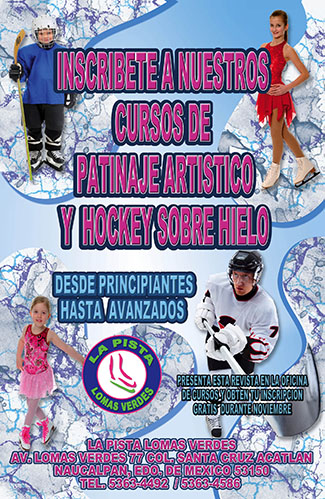 INSCRIBETE A NUESTROS
CURSOS DE
PATINAJE ARTISTICO
Y HOCKEY SOBRE HIELO
DESDE PRINCIPIANTES
HASTA AVANZADOS
LA PISTA
LOMAS VERDES
7
PRESENTA ESTA REVISTA EN LA OFICINA
DE CURSOS Y OBTEN TU INSCRIPCION
GRATIS DURANTE NOVIEMBRE
LA PISTA LOMAS VERDES
AV. LOMAS VERDES 77 COL. SANTA CRUZ ACATLAN
NAUCALPAN, EDO. DE MEXICO 53150
TEL. 5363-4492 / 5363-4586